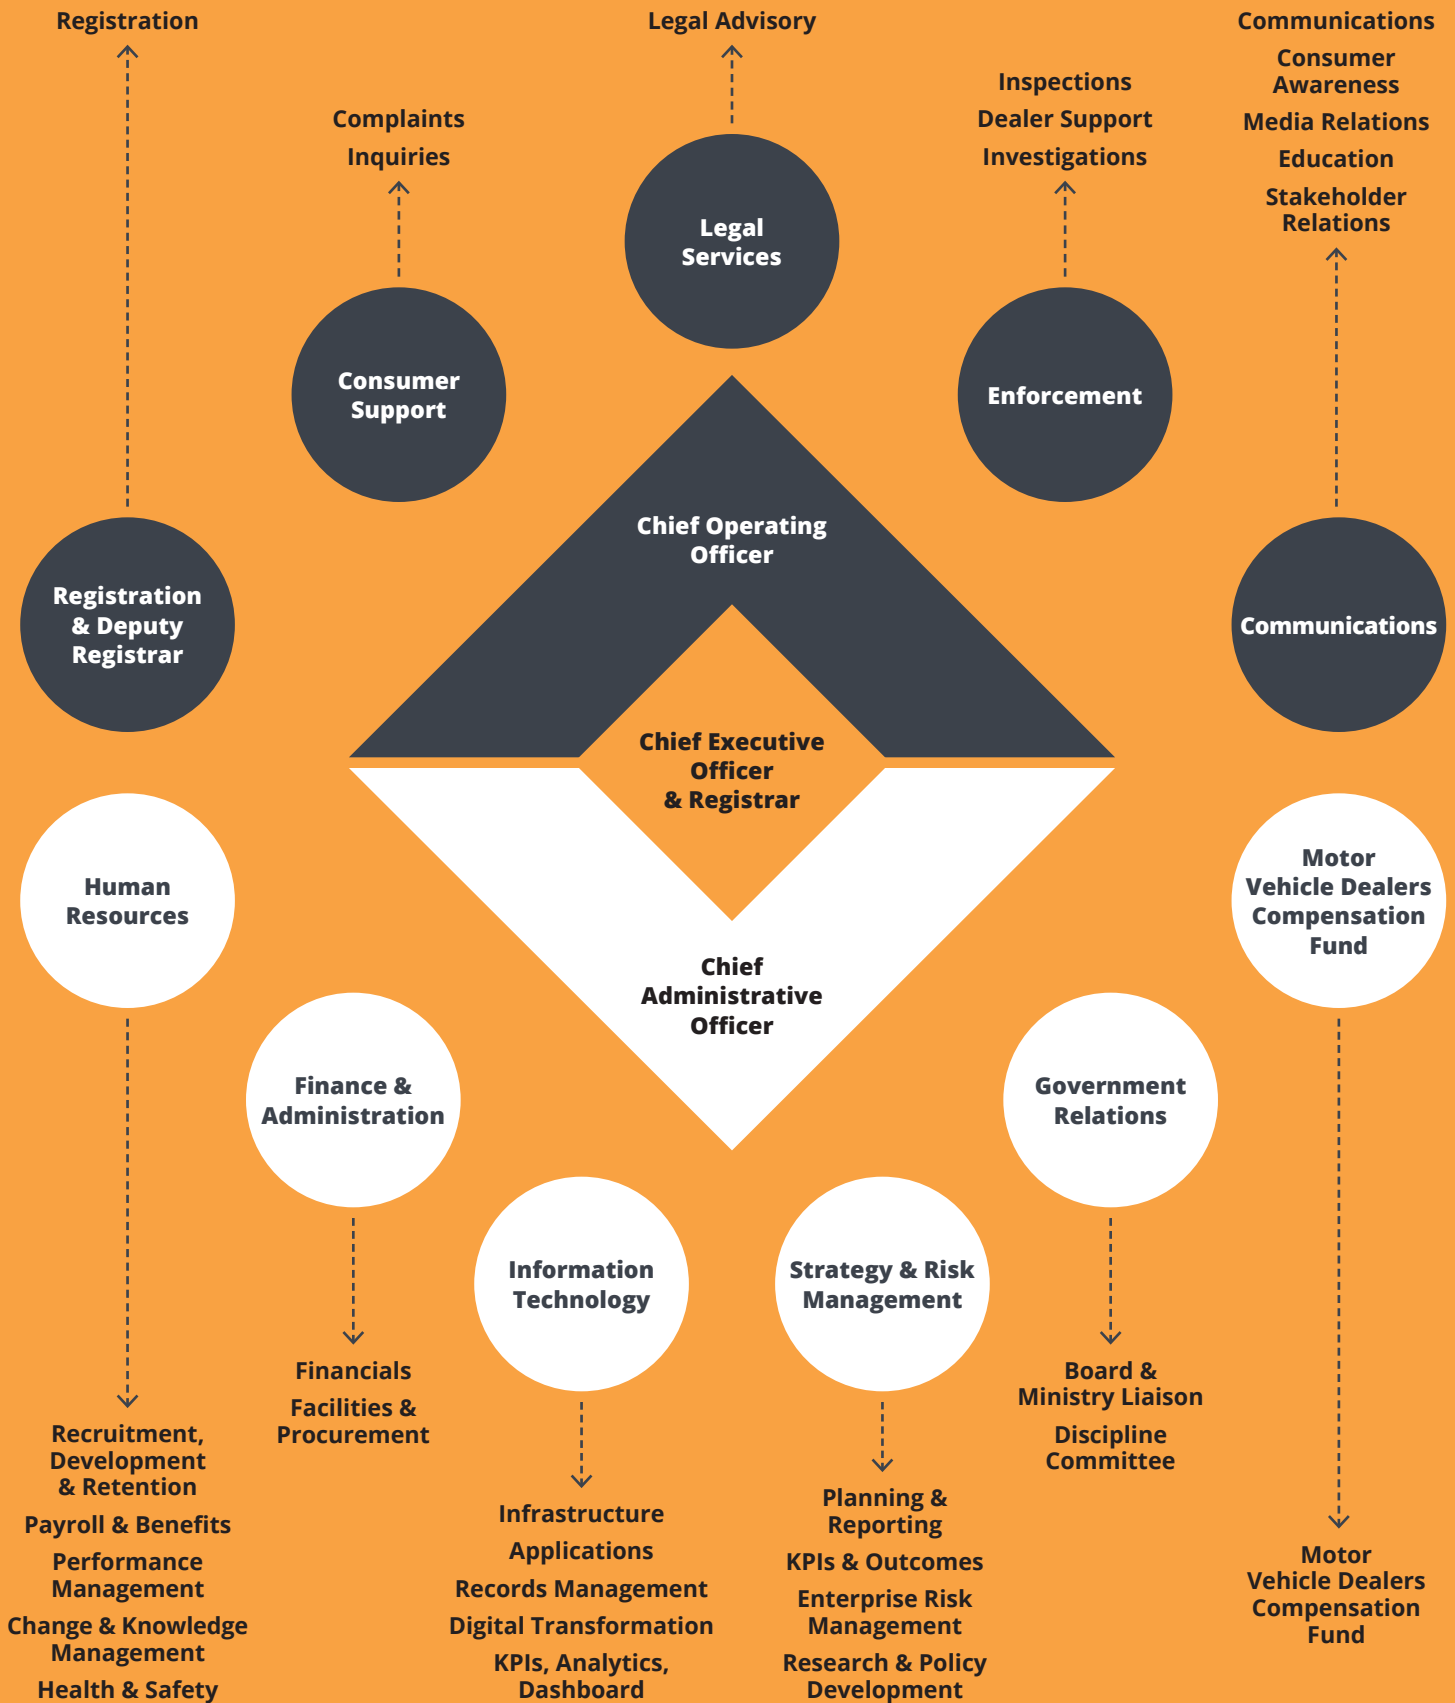 Registration
Legal Advisory
Communications
Consumer
Awareness
Media Relations
Education
Stakeholder
Relations
Complaints
Inquiries
Inspections
Dealer Support
Investigations
Legal
Services
Consumer
Support
Enforcement
Chief Operating
Officer
Registration
& Deputy
Registrar
Communications
Chief Executive
Officer
& Registrar
Human
Resources
Motor
Vehicle Dealers
Compensation
Fund
Chief
Administrative
Officer
Finance &
Administration
Government
Relations
Information
Technology
Strategy & Risk
Management
Recruitment,
Development
& Retention
Payroll & Benefits
Performance
Management
Change & Knowledge
Management
Health & Safety
Financials
Facilities &
Procurement
Infrastructure
Applications
Records Management
Digital Transformation
KPIs, Analytics,
Dashboard
Planning &
Reporting
KPIs & Outcomes
Enterprise Risk
Management
Research & Policy
Development
Board &
Ministry Liaison
Discipline
Committee
Motor
Vehicle Dealers
Compensation
Fund